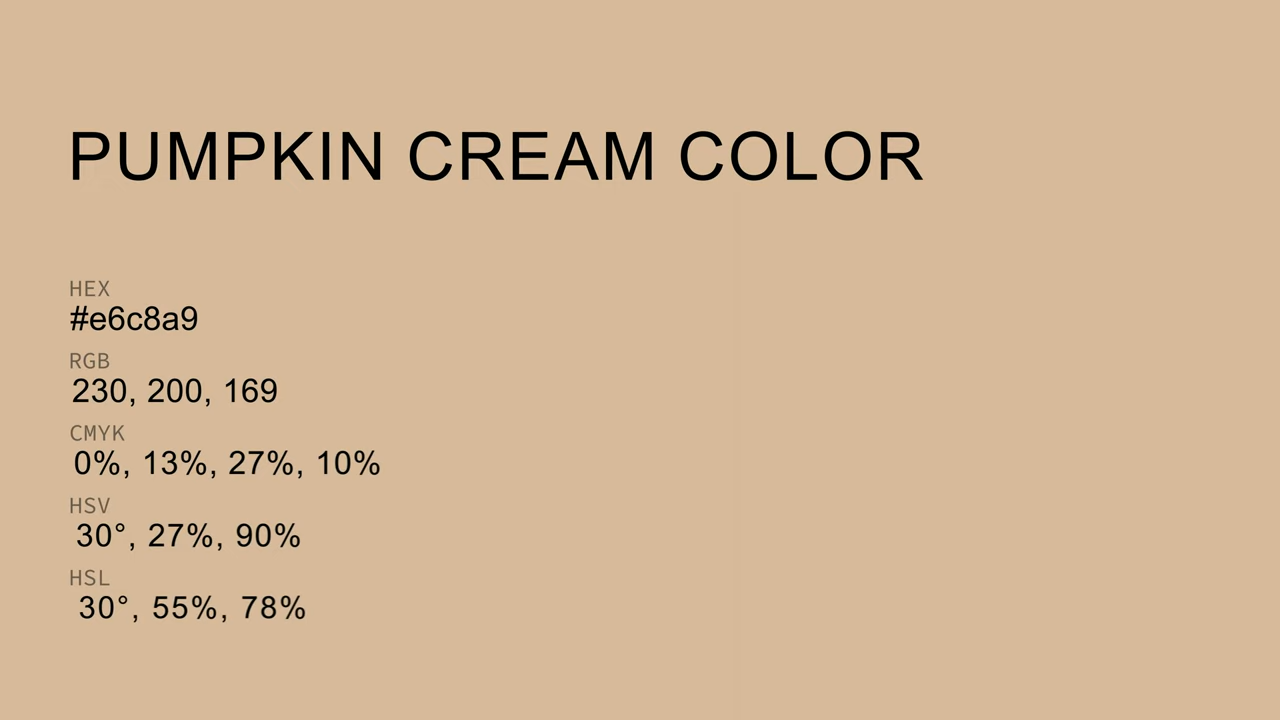 PUMPKIN CREAM COLOR
HEX
#e6c8a9
RGB
230, 200, 169
CMYK
0%, 13%, 27%, 10%
HSV
30°, 27%, 90%
HSL
30°, 55%, 78%